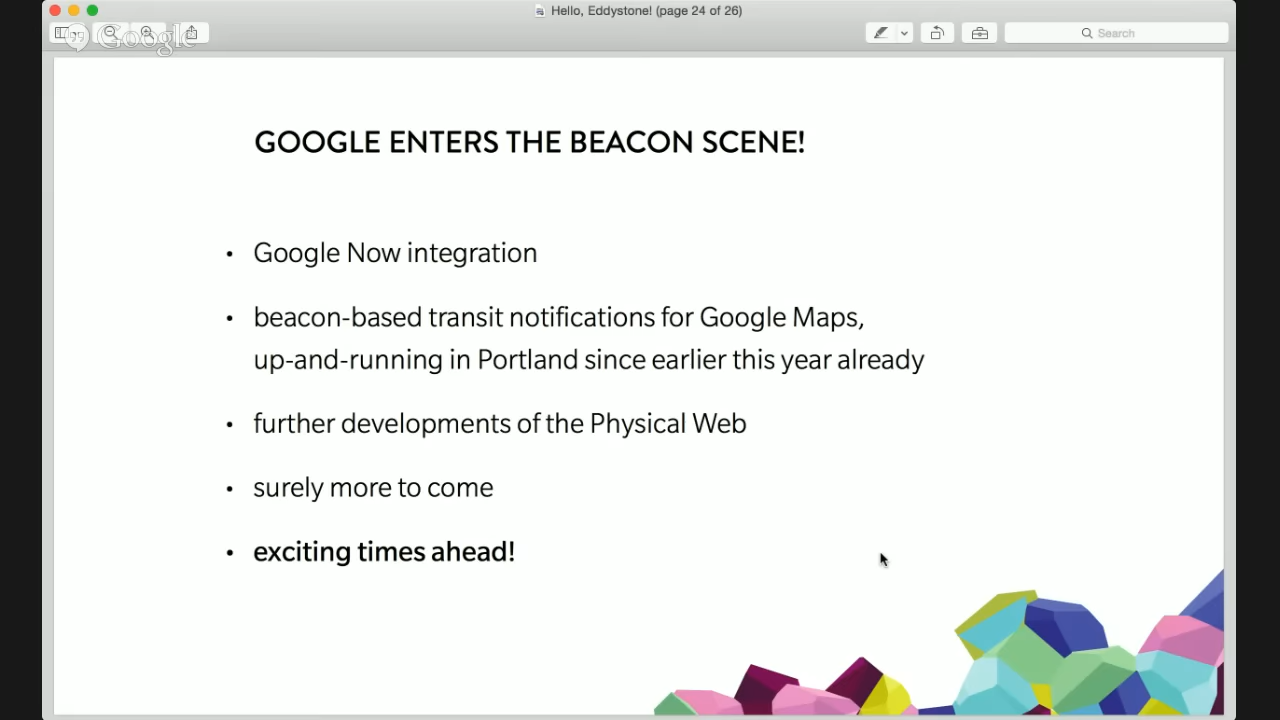 Hello, Eddystone! (page 24 of 26)
Google
Search
GOOGLE ENTERS THE BEACON SCENE!
• Google Now integration
• beacon-based transit notifications for Google Maps,
up-and-running in Portland since earlier this year already
• further developments of the Physical Web
• surely more to come
• exciting times ahead!